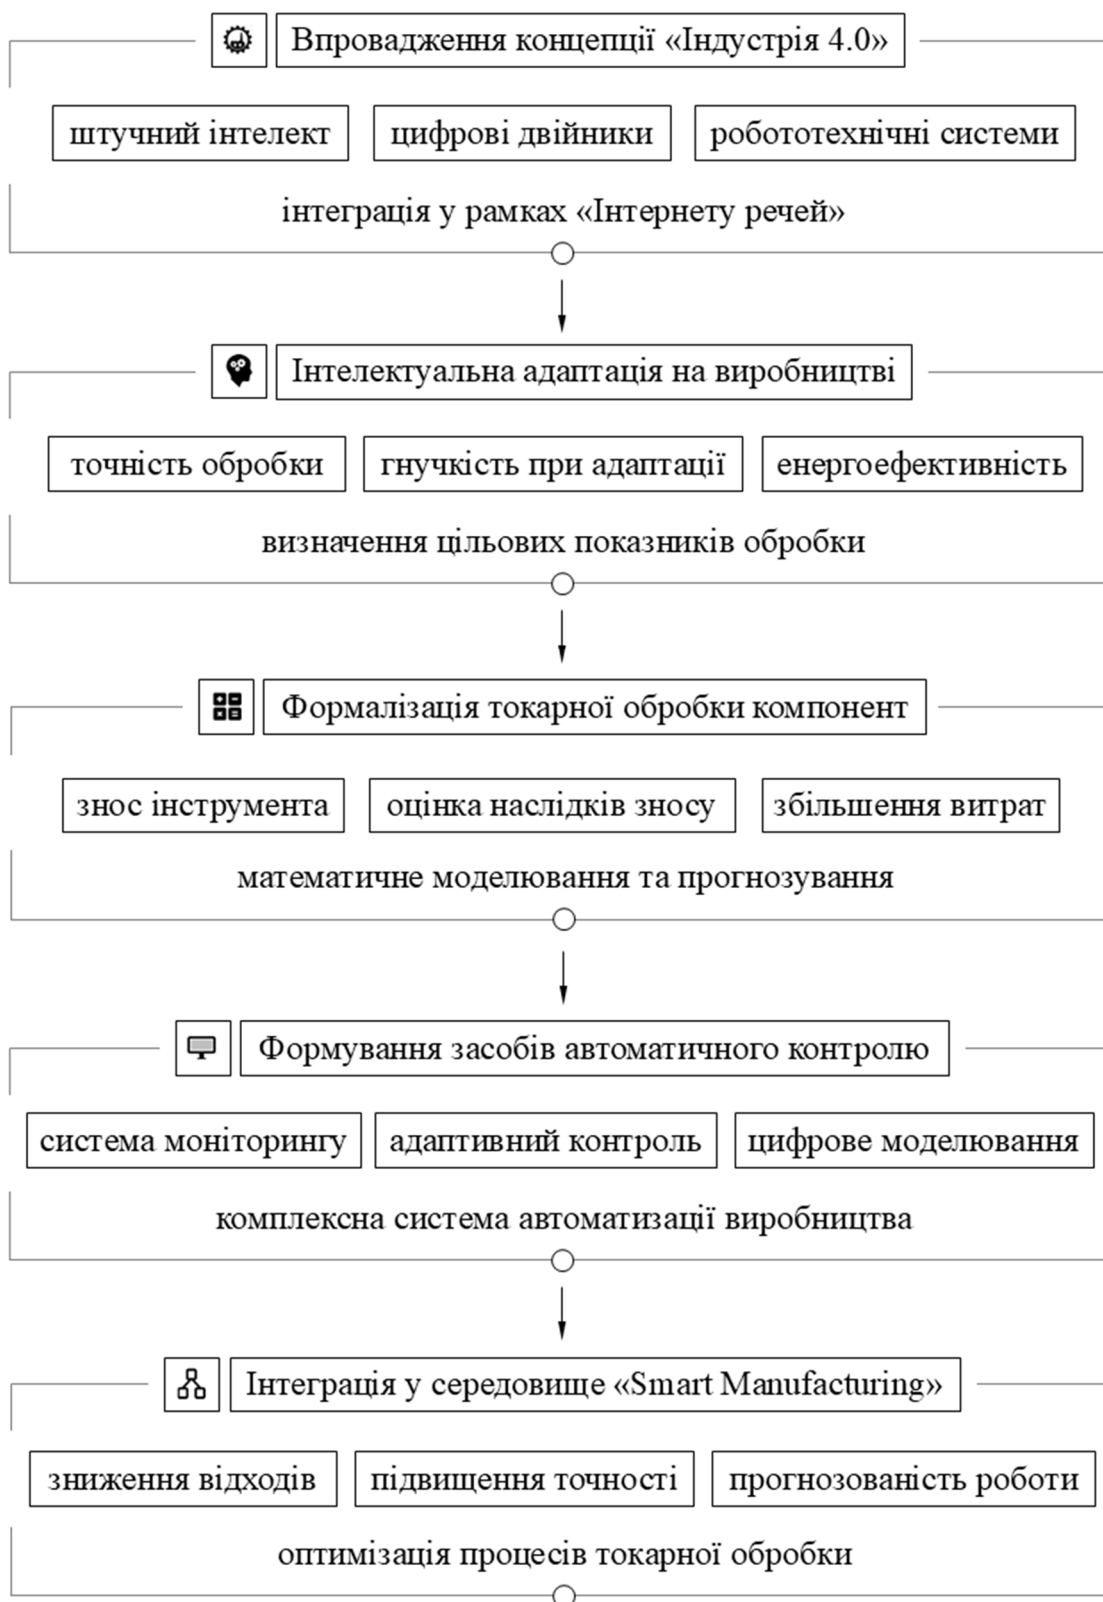 Впровадження концепції «Індустрія 4.0»
штучний інтелект цифрові двійники робототехнічні системи
інтеграція у рамках «Інтернету речей»
Інтелектуальна адаптація на виробництві
точність обробки гнучкість при адаптації енергоефективність
визначення цільових показників обробки
Формалізація токарної обробки компонент
знос інструмента оцінка наслідків зносу збільшення витрат
математичне моделювання та прогнозування
Формування засобів автоматичного контролю
система моніторингу адаптивний контроль цифрове моделювання
комплексна система автоматизації виробництва
Інтеграція у середовище «Smart Manufacturing»
зниження відходів підвищення точності прогнозованість роботи
оптимізація процесів токарної обробки